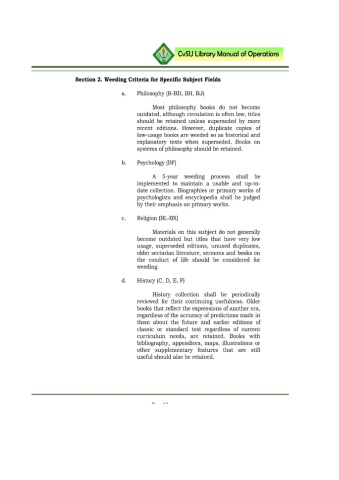 CvSU Library Manual of Operations
Section 2. Weeding Criteria for Specific Subject Fields
a. Philosophy (B-BD, BH, BJ)
Most philosophy books do not become
outdated, although circulation is often low, titles
should be retained unless superseded by more
recent editions. However, duplicate copies of
low-usage books are weeded so as historical and
explanatory texts when superseded. Books on
systems of philosophy should be retained.
b. Psychology (BF)
A 5-year weeding process shall be
implemented to maintain a usable and up-to-
date collection. Biographies or primary works of
psychologists and encyclopedia shall be judged
by their emphasis on primary works.
c. Religion (BL-BX)
Materials on this subject do not generally
become outdated but titles that have very low
usage, superseded editions, unused duplicates,
older sectarian literature, sermons and books on
the conduct of life should be considered for
weeding.
d. History (C, D, E, F)
History collection shall be periodically
reviewed for their continuing usefulness. Older
books that reflect the expressions of another era,
regardless of the accuracy of predictions made in
them about the future and earlier editions of
classic or standard text regardless of current
curriculum needs, are retained. Books with
bibliography, appendices, maps, illustrations or
other supplementary features that are still
useful should also be retained.